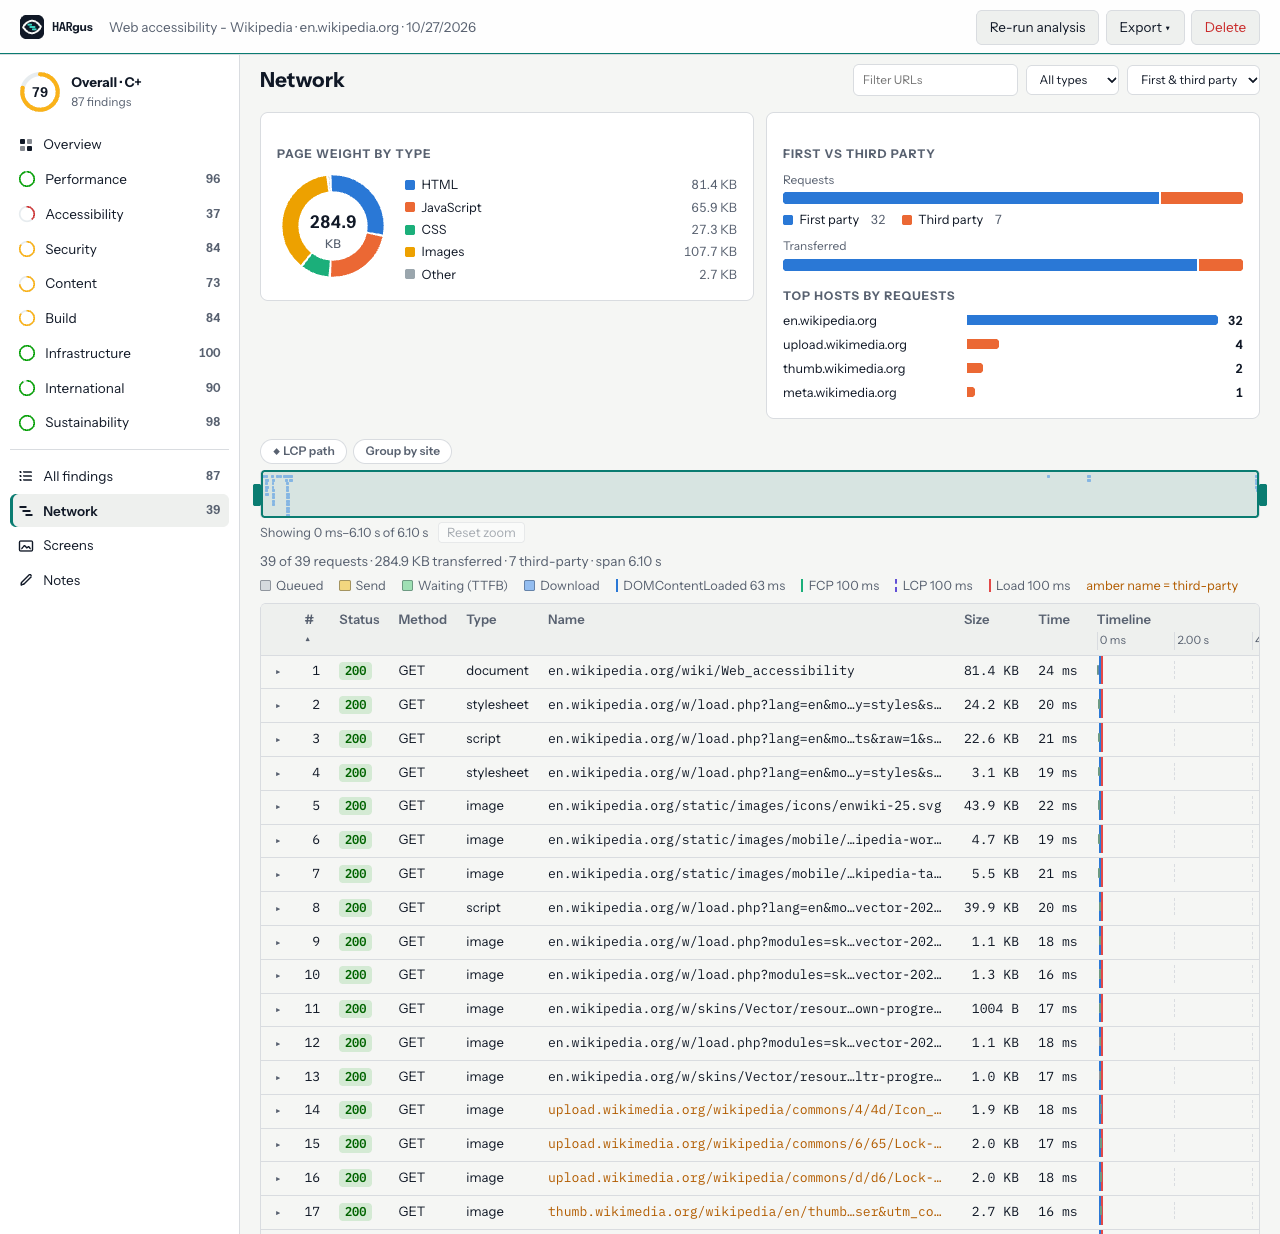 HARgus Web accessibility - Wikipedia · en.wikipedia.org · 10/27/2026 Re-run analysis Export ▾ Delete
79 Overall · C+
87 findings
Overview
Performance 96
Accessibility 37
Security 84
Content 73
Build 84
Infrastructure 100
International 90
Sustainability 98
All findings 87
Network 39
Screens
Notes
Network Filter URLs All types First & third party
PAGE WEIGHT BY TYPE
284.9
KB
HTML 81.4 KB
JavaScript 65.9 KB
CSS 27.3 KB
Images 107.7 KB
Other 2.7 KB
FIRST VS THIRD PARTY
Requests
First party 32 Third party 7
Transferred
TOP HOSTS BY REQUESTS
en.wikipedia.org 32
upload.wikimedia.org 4
thumb.wikimedia.org 2
meta.wikimedia.org 1
♦ LCP path Group by site
Showing 0 ms–6.10 s of 6.10 s Reset zoom
39 of 39 requests · 284.9 KB transferred · 7 third-party · span 6.10 s
Queued Send Waiting (TTFB) Download DOMContentLoaded 63 ms FCP 100 ms LCP 100 ms Load 100 ms amber name = third-party
# ▴ Status Method Type Name Size Time Timeline
0 ms 2.00 s
▸ 1 200 GET document en.wikipedia.org/wiki/Web_accessibility 81.4 KB 24 ms
▸ 2 200 GET stylesheet en.wikipedia.org/w/load.php?lang=en&mo…y=styles&s… 24.2 KB 20 ms
▸ 3 200 GET script en.wikipedia.org/w/load.php?lang=en&mo…ts&raw=1&s… 22.6 KB 21 ms
▸ 4 200 GET stylesheet en.wikipedia.org/w/load.php?lang=en&mo…y=styles&s… 3.1 KB 19 ms
▸ 5 200 GET image en.wikipedia.org/static/images/icons/enwiki-25.svg 43.9 KB 22 ms
▸ 6 200 GET image en.wikipedia.org/static/images/mobile/…ipedia-wor… 4.7 KB 19 ms
▸ 7 200 GET image en.wikipedia.org/static/images/mobile/…kipedia-ta… 5.5 KB 21 ms
▸ 8 200 GET script en.wikipedia.org/w/load.php?lang=en&mo…vector-202… 39.9 KB 20 ms
▸ 9 200 GET image en.wikipedia.org/w/load.php?modules=sk…vector-202… 1.1 KB 18 ms
▸ 10 200 GET image en.wikipedia.org/w/load.php?modules=sk…vector-202… 1.3 KB 16 ms
▸ 11 200 GET image en.wikipedia.org/w/skins/Vector/resour…own-progre… 1004 B 17 ms
▸ 12 200 GET image en.wikipedia.org/w/load.php?modules=sk…vector-202… 1.1 KB 18 ms
▸ 13 200 GET image en.wikipedia.org/w/skins/Vector/resour…ltr-progre… 1.0 KB 17 ms
▸ 14 200 GET image upload.wikimedia.org/wikipedia/commons/4/4d/Icon_… 1.9 KB 18 ms
▸ 15 200 GET image upload.wikimedia.org/wikipedia/commons/6/65/Lock-… 2.0 KB 17 ms
▸ 16 200 GET image upload.wikimedia.org/wikipedia/commons/d/d6/Lock-… 2.0 KB 18 ms
▸ 17 200 GET image thumb.wikimedia.org/wikipedia/en/thumb…ser&utm_co… 2.7 KB 16 ms